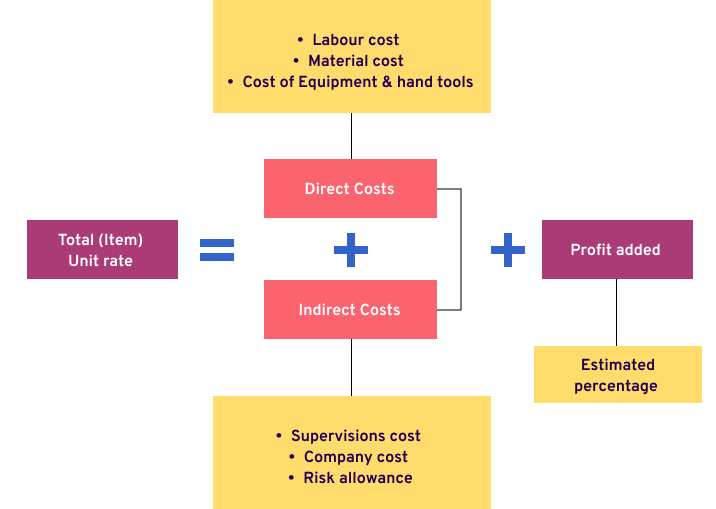 • Labour cost
• Material cost
• Cost of Equipment & hand tools
Direct Costs
Total (Item)
Unit rate
=
+
+
Profit added
Indirect Costs
Estimated
percentage
• Supervisions cost
• Company cost
• Risk allowance